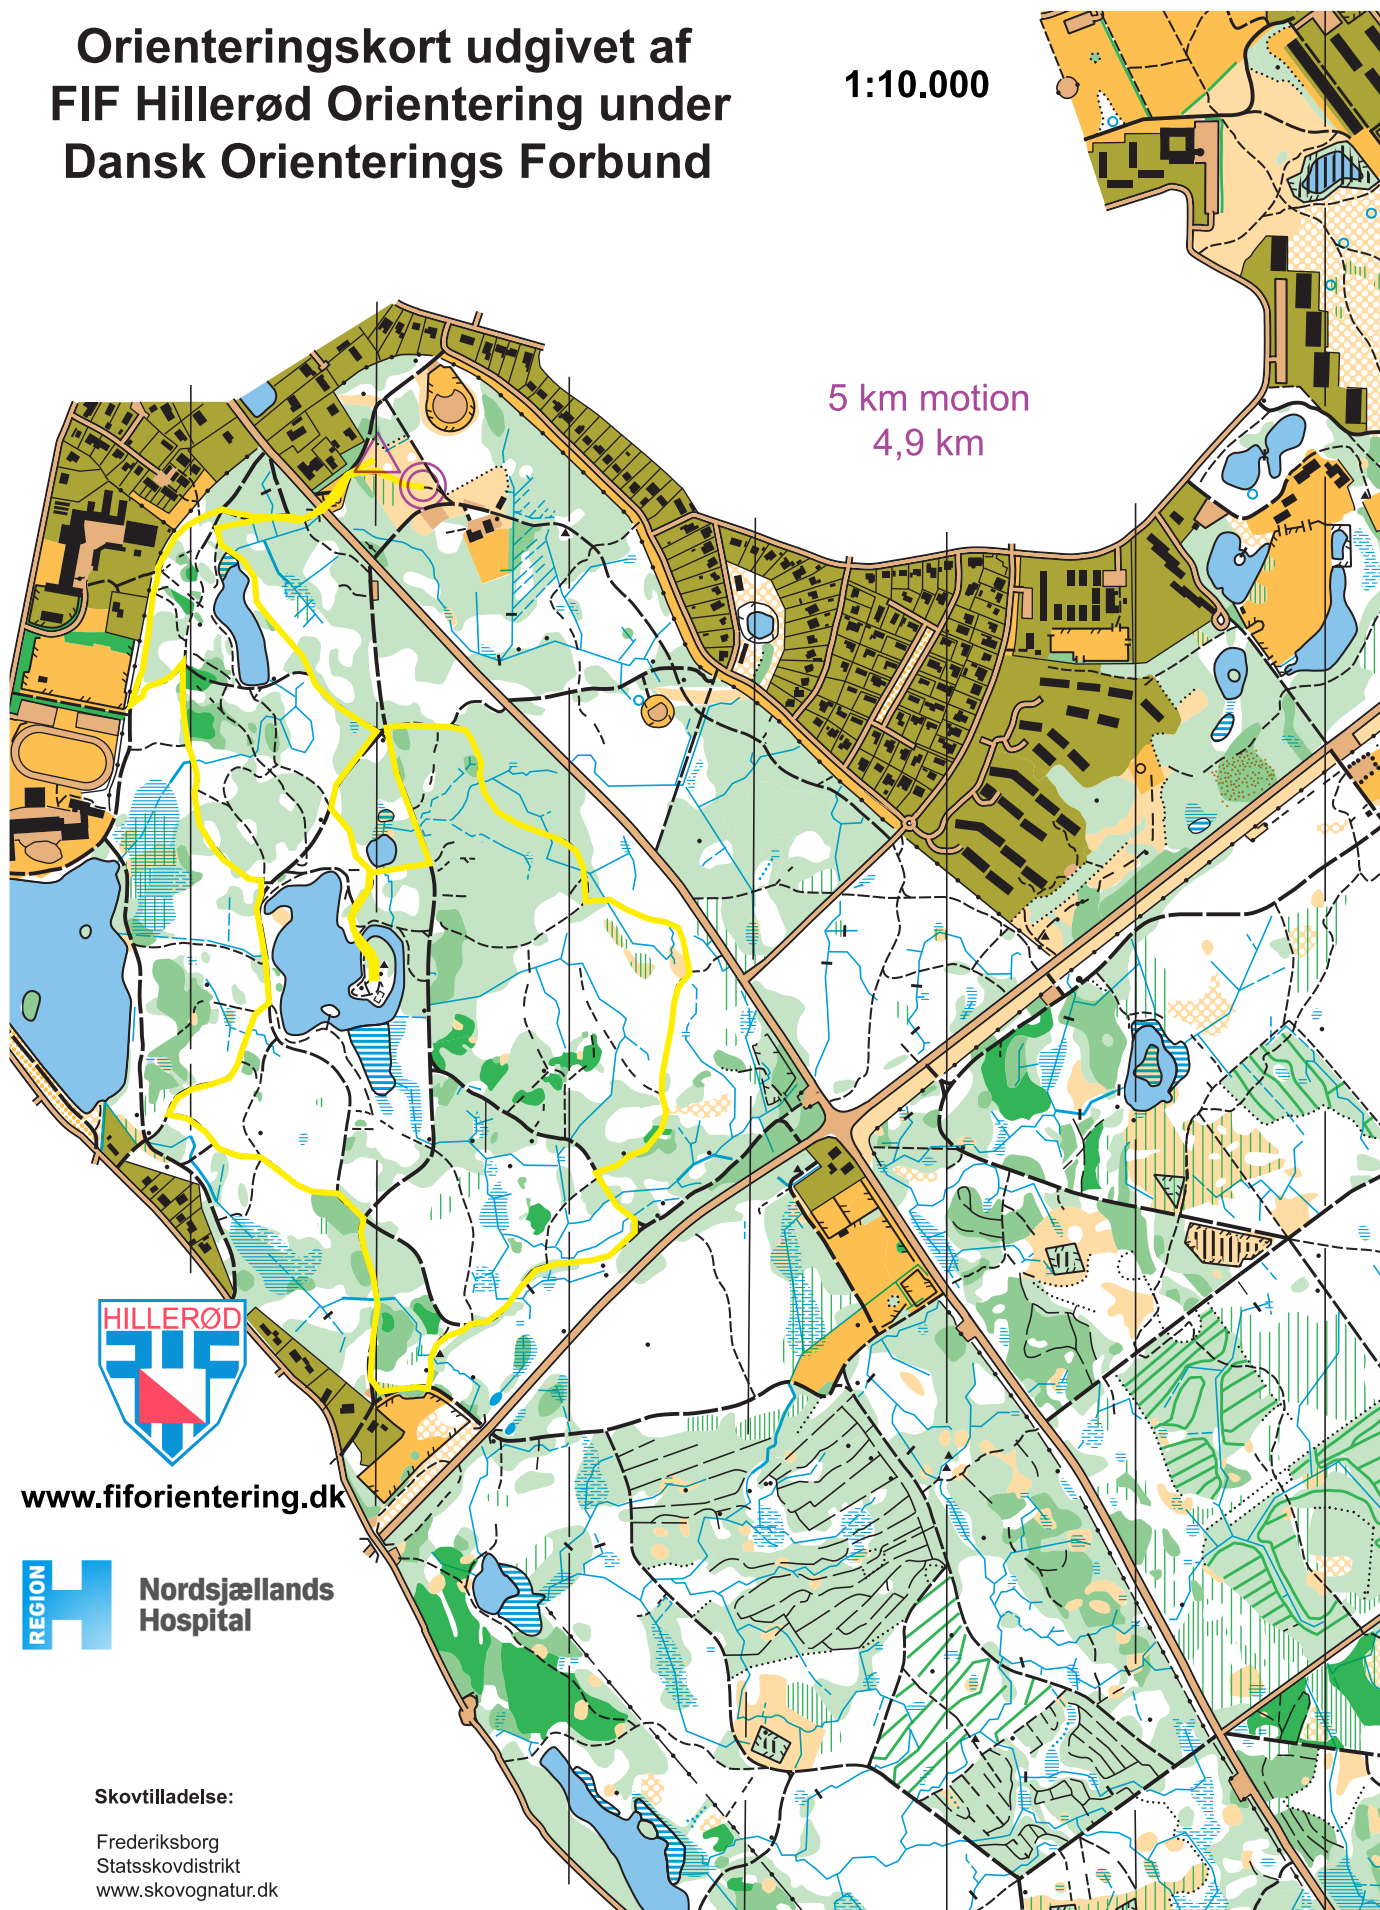 Orienteringskort udgivet af
FIF Hillerød Orientering under
Dansk Orienterings Forbund
1:10.000
5 km motion
4,9 km
HILLERØD
FIF
www.fiforientering.dk
REGION
H
Nordsjællands
Hospital
Skovtilladelse:
Frederiksborg
Statsskovdistrikt
www.skovognatur.dk